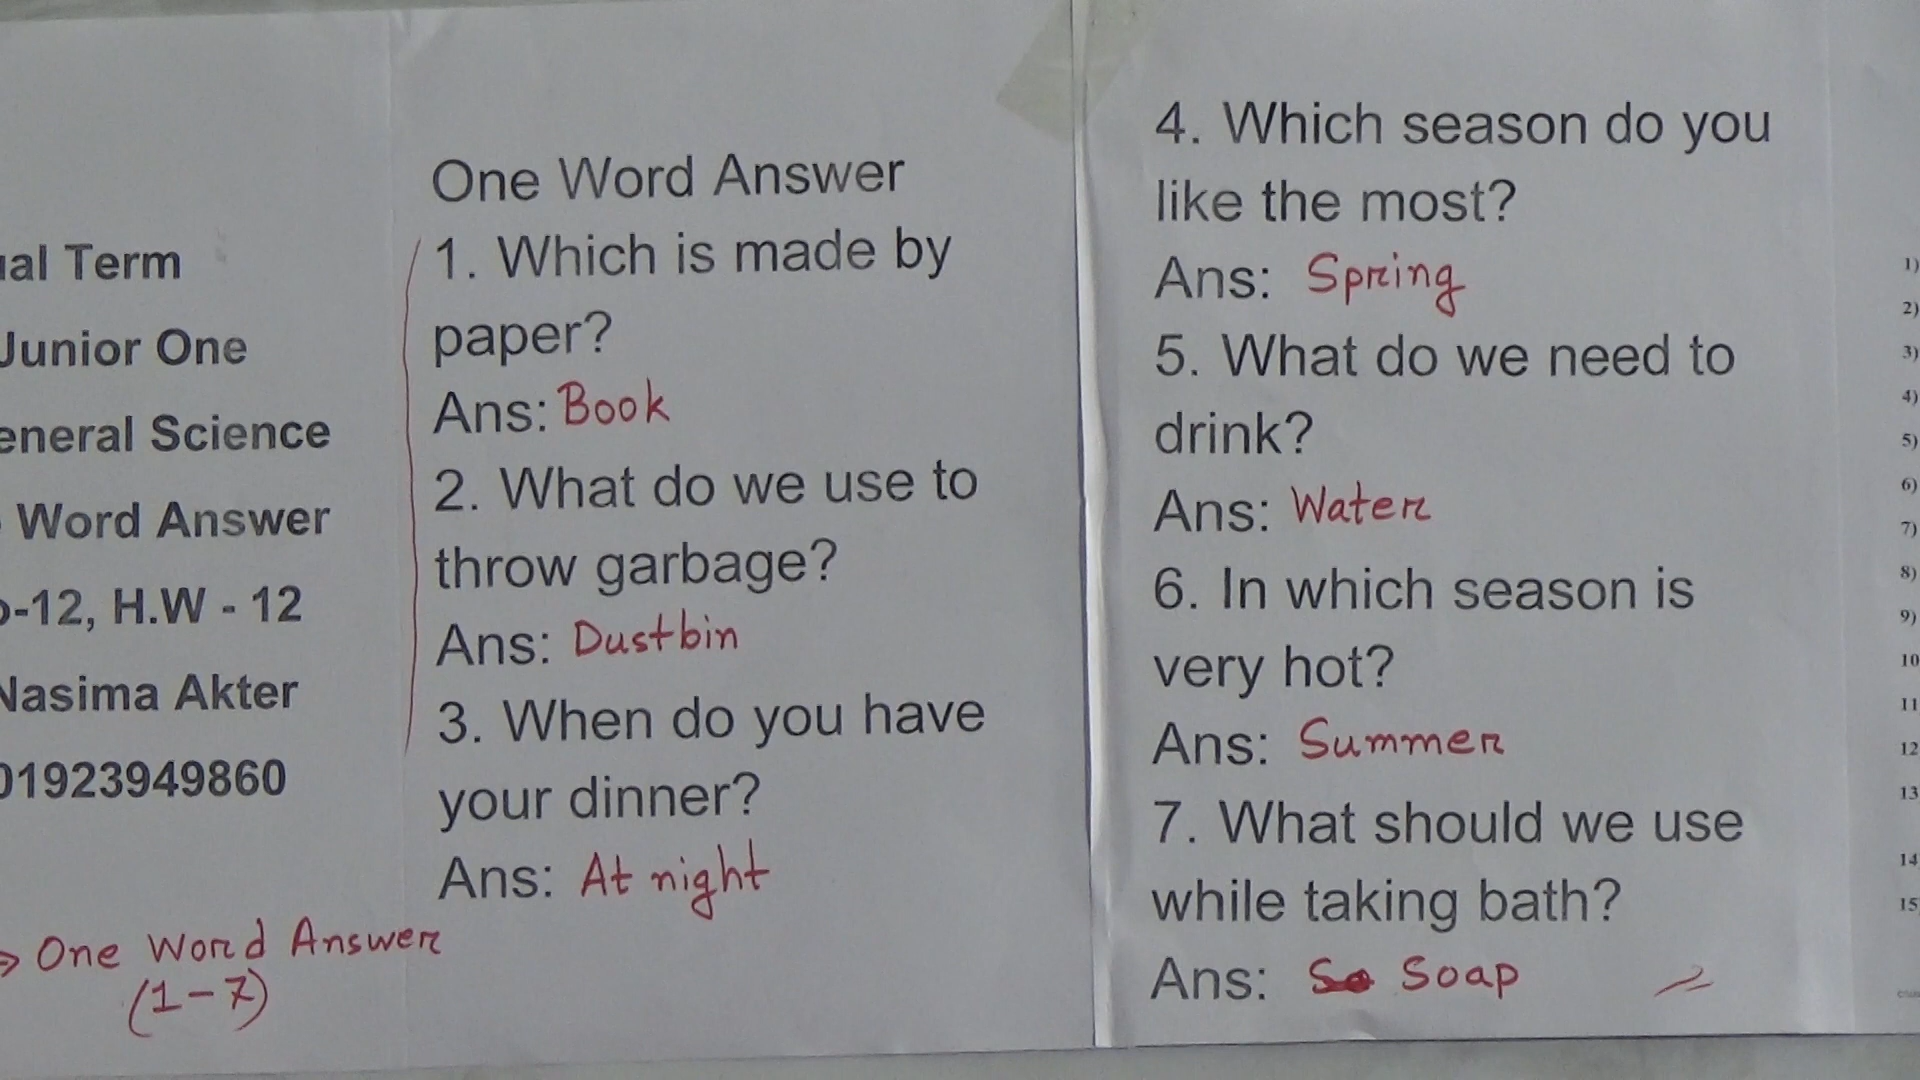 ual Term
Junior One
eneral Science
Word Answer
-12, H.W - 12
Nasima Akter
01923949860
⇒ One Word Answer
(1-7)
One Word Answer
1. Which is made by
paper?
Ans: Book
2. What do we use to
throw garbage?
Ans: Dustbin
3. When do you have
your dinner?
Ans: At night
4. Which season do you
like the most?
Ans: Spring
5. What do we need to
drink?
Ans: Water
6. In which season is
very hot?
Ans: Summer
7. What should we use
while taking bath?
Ans: Soap
1)
2)
3)
4)
5)
6)
7)
8)
9)
10
11
12
13
14
15